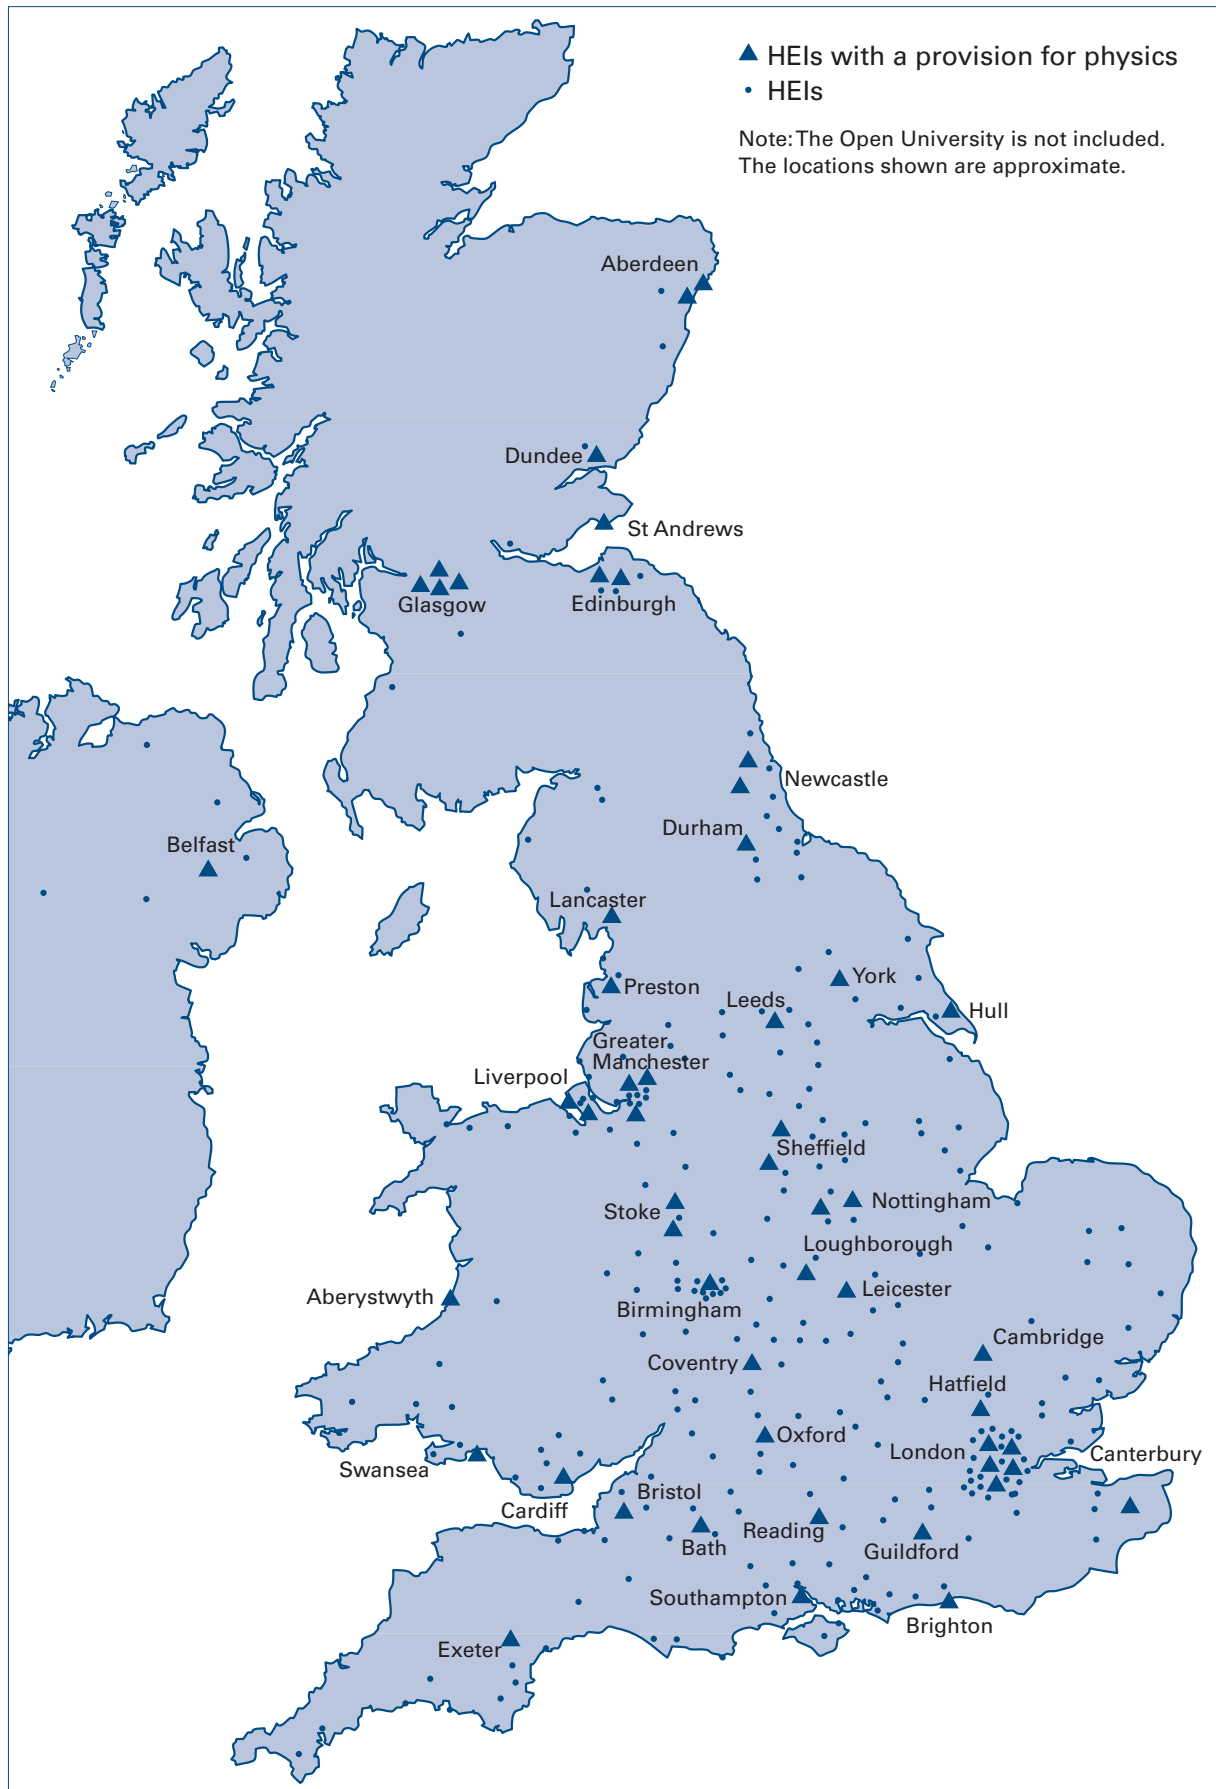 HEIs with a provision for physics
HEIs
Note: The Open University is not included.
The locations shown are approximate.
Aberdeen
Dundee
St Andrews
Glasgow
Edinburgh
Newcastle
Durham
Belfast
Lancaster
York
Preston
Leeds
Hull
Greater
Manchester
Liverpool
Sheffield
Nottingham
Stoke
Loughborough
Leicester
Aberystwyth
Birmingham
Cambridge
Coventry
Hatfield
Oxford
London
Canterbury
Swansea
Cardiff
Bristol
Reading
Bath
Guildford
Southampton
Brighton
Exeter